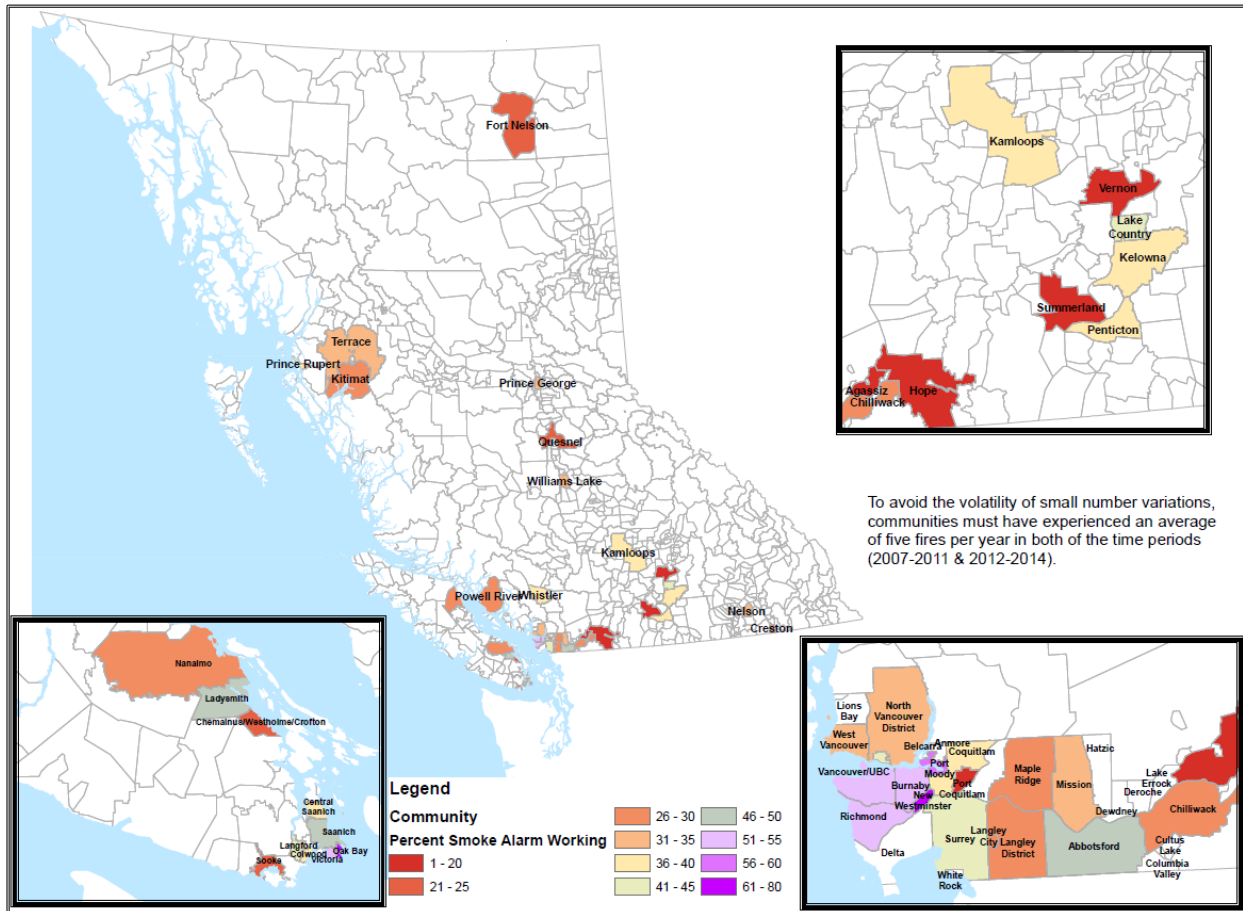 Fort Nelson
Terrace
Prince Rupert
Kitimat
Prince George
Quesnel
Williams Lake
Kamloops
Powell River
Whistler
Nelson
Creston
Kamloops
Vernon
Lake
Country
Kelowna
Summerland
Penticton
Agassiz
Chilliwack
Hope
To avoid the volatility of small number variations,
communities must have experienced an average
of five fires per year in both of the time periods
(2007-2011 & 2012-2014).
Nanaimo
Ladysmith
Chemainus/Westholme/Crofton
Central
Saanich
Saanich
Langford
Colwood
Oak Bay
Victoria
Sooke
Legend
Community
Percent Smoke Alarm Working
1 - 20
21 - 25
26 - 30
31 - 35
36 - 40
41 - 45
46 - 50
51 - 55
56 - 60
61 - 80
Lions
Bay
North
Vancouver
District
West
Vancouver
Belcarra
Anmore
Coquitlam
Port
Moody
Vancouver/UBC
Burnaby
New
Westminster
Port
Coquitlam
Maple
Ridge
Mission
Hatzic
Lake
Errock
Deroche
Dewdney
Chilliwack
Richmond
Delta
Surrey
Langley
City
Langley
District
Abbotsford
Cultus
Lake
Columbia
Valley
White
Rock